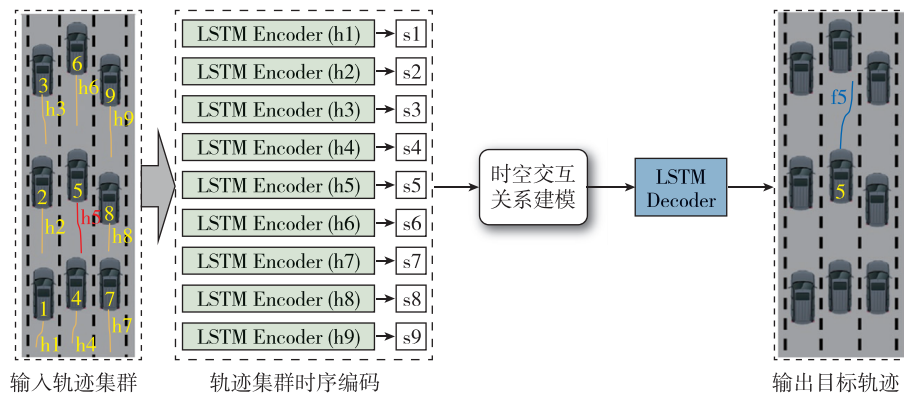 3
6
9
h3
h6
h9
2
5
8
h2
h5
h8
1
4
7
h1
h4
h7
输入轨迹集群
LSTM Encoder (h1)
s1
LSTM Encoder (h2)
s2
LSTM Encoder (h3)
s3
LSTM Encoder (h4)
s4
LSTM Encoder (h5)
s5
LSTM Encoder (h6)
s6
LSTM Encoder (h7)
s7
LSTM Encoder (h8)
s8
LSTM Encoder (h9)
s9
轨迹集群时序编码
时空交互
关系建模
LSTM
Decoder
f5
5
输出目标轨迹